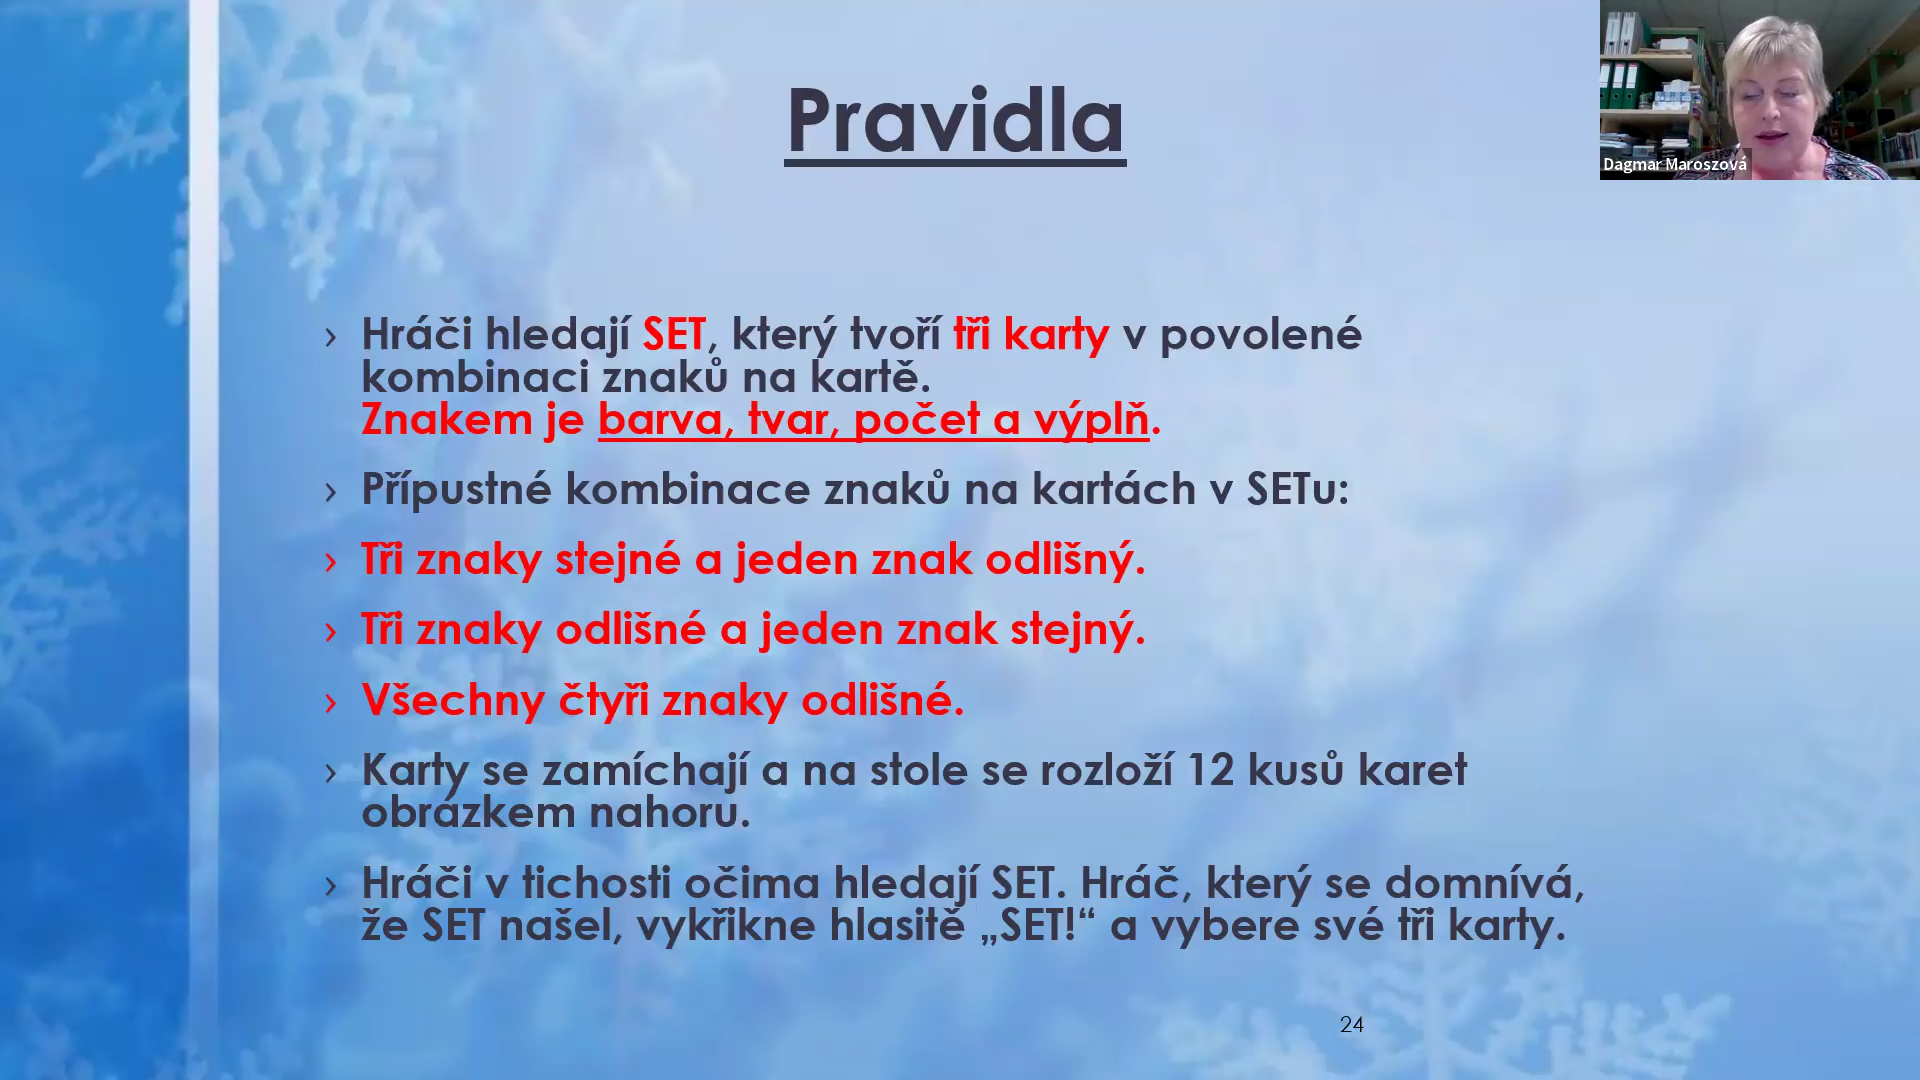 Pravidla
Dagmar Maroszová
› Hráči hledají SET, který tvoří tři karty v povolené
kombinaci znaků na kartě.
Znakem je barva, tvar, počet a výplň.
› Přípustné kombinace znaků na kartách v SETu:
› Tři znaky stejné a jeden znak odlišný.
› Tři znaky odlišné a jeden znak stejný.
› Všechny čtyři znaky odlišné.
› Karty se zamíchají a na stole se rozloží 12 kusů karet
obrázkem nahoru.
› Hráči v tichosti očima hledají SET. Hráč, který se domnívá,
že SET našel, vykřikne hlasitě „SET!“ a vybere své tři karty.
24